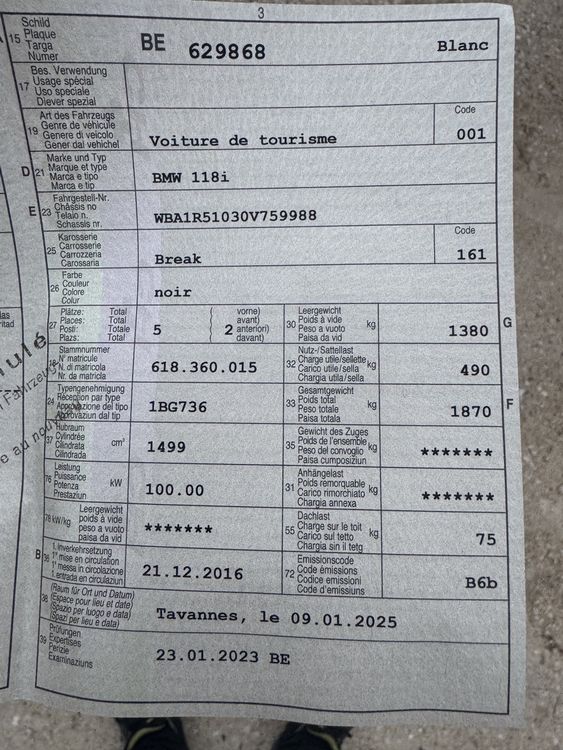 3
15 Schild
Plaque
Targa
Numer
BE 629868 Blanc
17 Bes. Verwendung
Usage spécial
Uso speciale
Diever spezial
19 Art des Fahrzeugs
Genre de véhicule
Genere di veicolo
Gener dal vehichel
Voiture de tourisme
Code
001
D 21 Marke und Typ
Marque et type
Marca e tipo
Marca e tip
BMW 118i
E 23 Fahrgestell-Nr.
Châssis no
Telaio n.
Schassis nr.
WBA1R51030V759988
25 Karosserie
Carrosserie
Carrozzeria
Carossaria
Break
Code
161
26 Farbe
Couleur
Colore
Colur
noir
27 Plätze: Total
Places: Total
Posti: Totale
Plazs: Total
5
( vorne)
avant)
2 anteriori)
( davant)
30 Leergewicht
Poids à vide
Peso a vuoto
Paisa da vid
kg
1380 G
Stammnummer
N° matricule
N. di matricola
Nr. da matricla
618.360.015
32 Nutz-/Sattellast
Charge utile/sellette
Carico utile/sella
Chargia utila/sella
kg
490
24 Typengenehmigung
Réception par type
Approvazione del tipo
Approvaziun dal tip
1BG736
33 Gesamtgewicht
Poids total
Peso totale
Paisa totala
kg
1870 F
37 Hubraum
Cylindrée
Cilindrata
Cilindrada
cm³
1499
35 Gewicht des Zuges
Poids de l'ensemble
Peso del convoglio
Paisa cumposiziun
kg
*******
76 Leistung
Puissance
Potenza
Prestaziun
kW
100.00
31 Anhängelast
Poids remorquable
Carico rimorchiato
Chargia annexa
kg
*******
78 kW/kg Leergewicht
poids à vide
peso a vuoto
paisa da vid
*******
55 Dachlast
Charge sur le toit
Carico sul tetto
Chargia sin il tetg
kg
75
B 36 1. Inverkehrsetzung
1re mise en circulation
1a messa in circolazione
1. entrada en circulaziun
21.12.2016
72 Emissionscode
Code émissions
Codice emissioni
Code d'emissiuns
B6b
38 (Raum für Ort und Datum)
(Espace pour lieu et date)
(Spazio per luogo e data)
(Spazi per lieu e data)
Tavannes, le 09.01.2025
39 Prüfungen
Expertises
Perizie
Examinaziuns
23.01.2023 BE